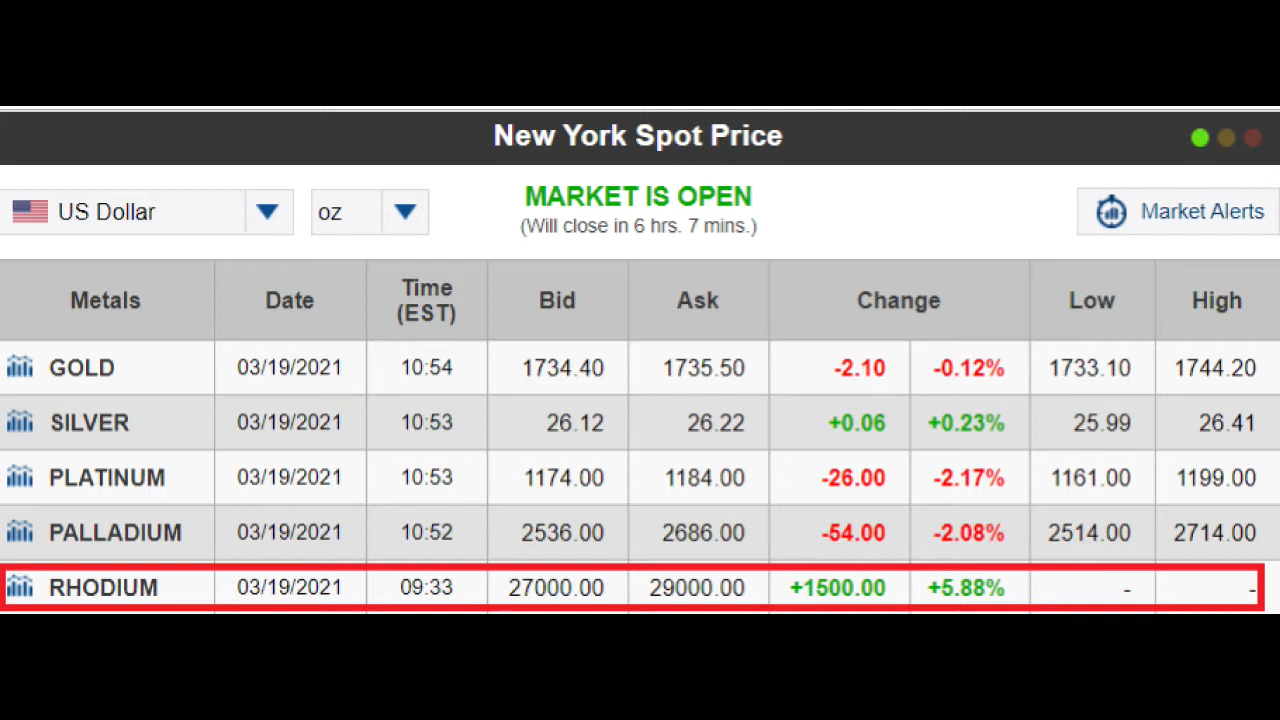 New York Spot Price
US Dollar oz MARKET IS OPEN Market Alerts
(Will close in 6 hrs. 7 mins.)
Metals Date Time (EST) Bid Ask Change Low High
GOLD 03/19/2021 10:54 1734.40 1735.50 -2.10 -0.12% 1733.10 1744.20
SILVER 03/19/2021 10:53 26.12 26.22 +0.06 +0.23% 25.99 26.41
PLATINUM 03/19/2021 10:53 1174.00 1184.00 -26.00 -2.17% 1161.00 1199.00
PALLADIUM 03/19/2021 10:52 2536.00 2686.00 -54.00 -2.08% 2514.00 2714.00
RHODIUM 03/19/2021 09:33 27000.00 29000.00 +1500.00 +5.88% - -